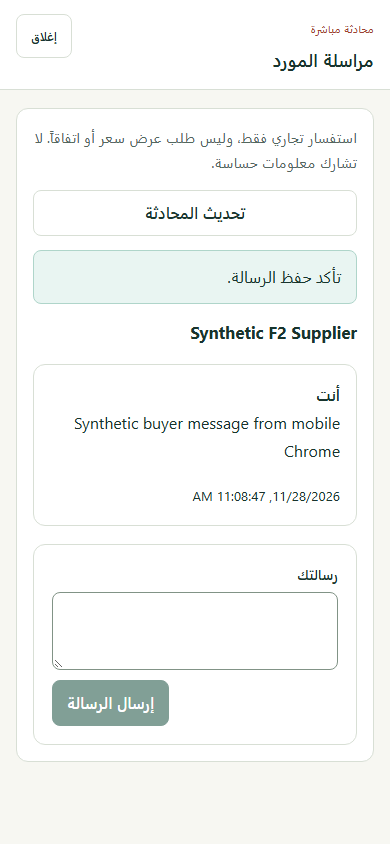 محادثة مباشرة
إغلاق
مراسلة المورد
استفسار تجاري فقط، وليس طلب عرض سعر أو اتفاقاً. لا
تشارك معلومات حساسة.
تحديث المحادثة
تأكد حفظ الرسالة.
Synthetic F2 Supplier
أنت
Synthetic buyer message from mobile
Chrome
11/28/2026, 11:08:47 AM
رسالتك
إرسال الرسالة